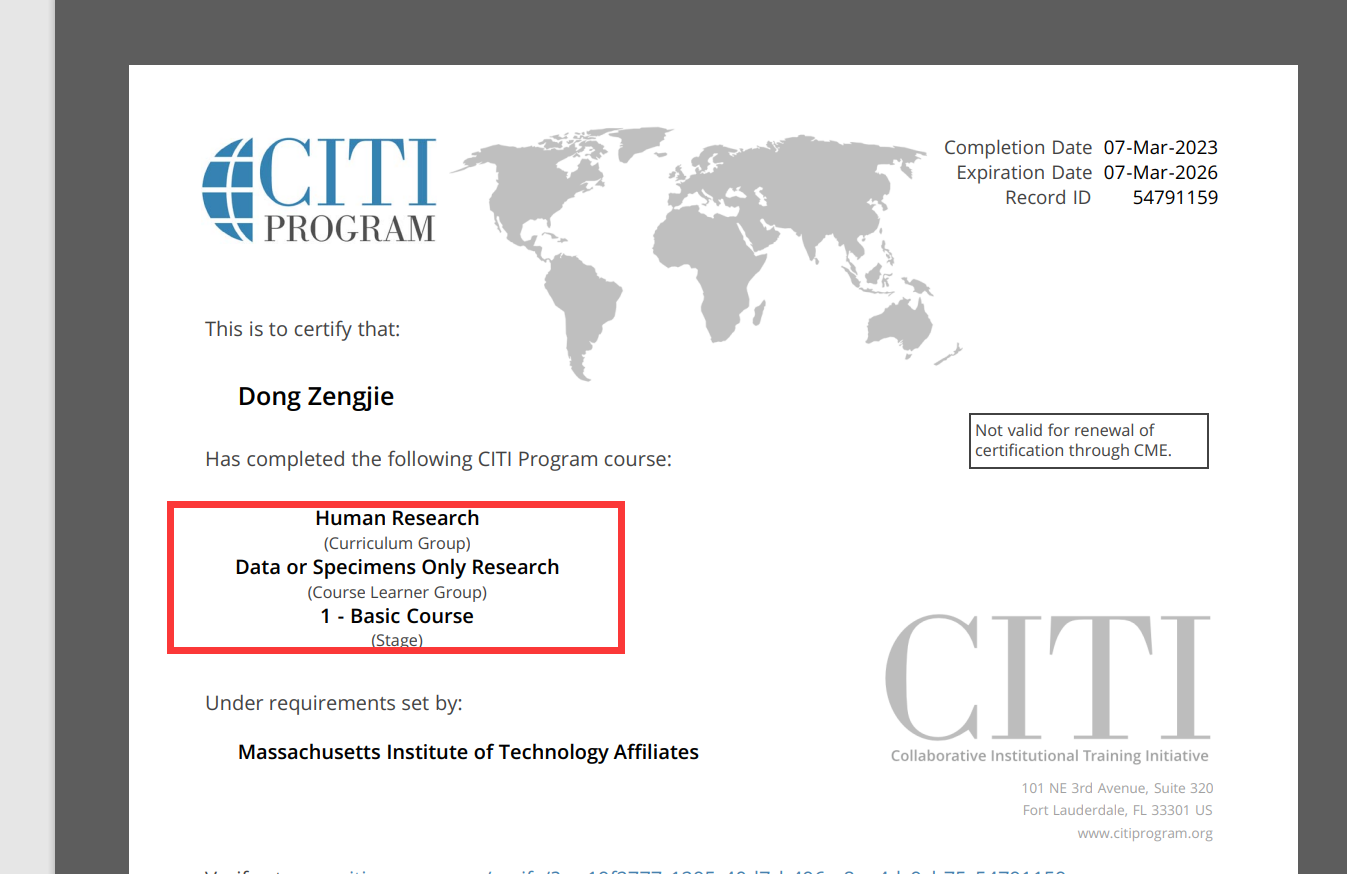 CITI
PROGRAM
Completion Date 07-Mar-2023
Expiration Date 07-Mar-2026
Record ID 54791159
This is to certify that:
Dong Zengjie
Not valid for renewal of
certification through CME.
Has completed the following CITI Program course:
Human Research
(Curriculum Group)
Data or Specimens Only Research
(Course Learner Group)
1 - Basic Course
(Stage)
Under requirements set by:
Massachusetts Institute of Technology Affiliates
CITI
Collaborative Institutional Training Initiative
101 NE 3rd Avenue, Suite 320
Fort Lauderdale, FL 33301 US
www.citiprogram.org